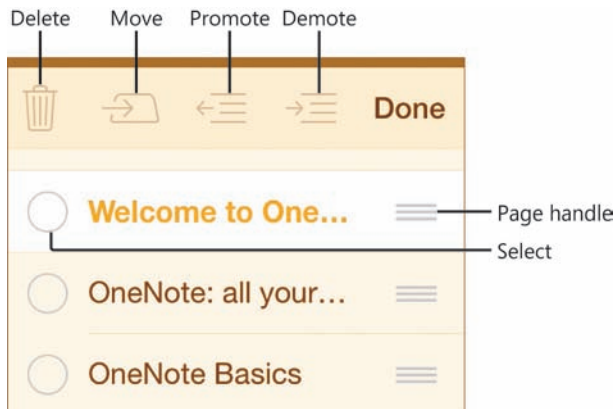 Delete Move Promote Demote
Done
Welcome to One...
Page handle
Select
OneNote: all your...
OneNote Basics